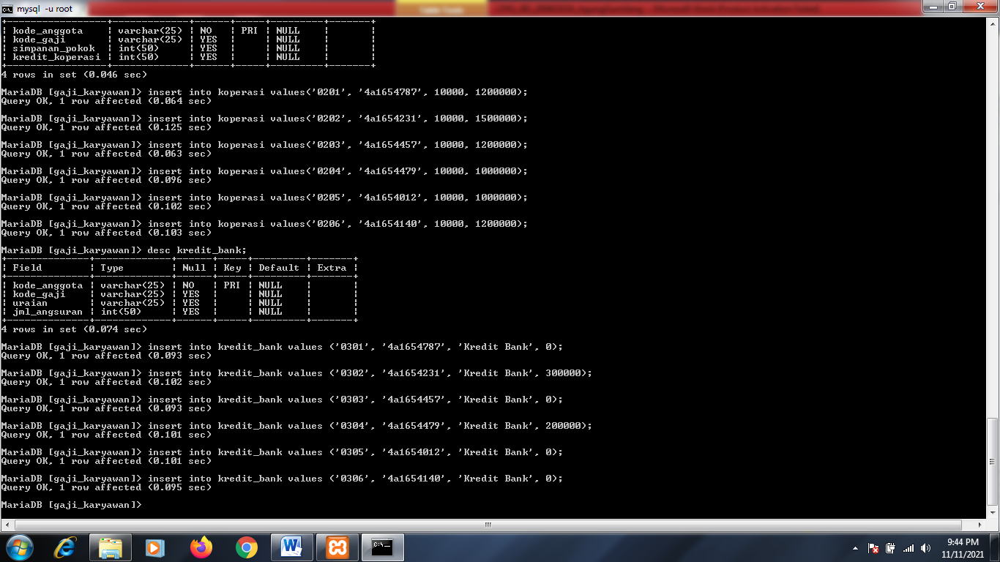 mysql -u root
| kode_anggota | varchar(25) | NO | PRI | NULL | |
| kode_gaji | varchar(25) | YES | | NULL | |
| simpanan_pokok | int(50) | YES | | NULL | |
| kredit_koperasi | int(50) | YES | | NULL | |
+-----------------+-------------+------+-----+---------+-------+
4 rows in set (0.046 sec)
MariaDB [gaji_karyawan]> insert into koperasi values('0201', '4a1654787', 10000, 1200000);
Query OK, 1 row affected (0.064 sec)
MariaDB [gaji_karyawan]> insert into koperasi values('0202', '4a1654231', 10000, 1500000);
Query OK, 1 row affected (0.125 sec)
MariaDB [gaji_karyawan]> insert into koperasi values('0203', '4a1654457', 10000, 1200000);
Query OK, 1 row affected (0.063 sec)
MariaDB [gaji_karyawan]> insert into koperasi values('0204', '4a1654479', 10000, 1000000);
Query OK, 1 row affected (0.096 sec)
MariaDB [gaji_karyawan]> insert into koperasi values('0205', '4a1654012', 10000, 1000000);
Query OK, 1 row affected (0.102 sec)
MariaDB [gaji_karyawan]> insert into koperasi values('0206', '4a1654140', 10000, 1200000);
Query OK, 1 row affected (0.103 sec)
MariaDB [gaji_karyawan]> desc kredit_bank;
+--------------+-------------+------+-----+---------+-------+
| Field | Type | Null | Key | Default | Extra |
+--------------+-------------+------+-----+---------+-------+
| kode_anggota | varchar(25) | NO | PRI | NULL | |
| kode_gaji | varchar(25) | YES | | NULL | |
| uraian | varchar(25) | YES | | NULL | |
| jml_angsuran | int(50) | YES | | NULL | |
+--------------+-------------+------+-----+---------+-------+
4 rows in set (0.074 sec)
MariaDB [gaji_karyawan]> insert into kredit_bank values ('0301', '4a1654787', 'Kredit Bank', 0);
Query OK, 1 row affected (0.093 sec)
MariaDB [gaji_karyawan]> insert into kredit_bank values ('0302', '4a1654231', 'Kredit Bank', 300000);
Query OK, 1 row affected (0.102 sec)
MariaDB [gaji_karyawan]> insert into kredit_bank values ('0303', '4a1654457', 'Kredit Bank', 0);
Query OK, 1 row affected (0.093 sec)
MariaDB [gaji_karyawan]> insert into kredit_bank values ('0304', '4a1654479', 'Kredit Bank', 200000);
Query OK, 1 row affected (0.101 sec)
MariaDB [gaji_karyawan]> insert into kredit_bank values ('0305', '4a1654012', 'Kredit Bank', 0);
Query OK, 1 row affected (0.101 sec)
MariaDB [gaji_karyawan]> insert into kredit_bank values ('0306', '4a1654140', 'Kredit Bank', 0);
Query OK, 1 row affected (0.095 sec)
MariaDB [gaji_karyawan]>
9:44 PM
11/11/2021